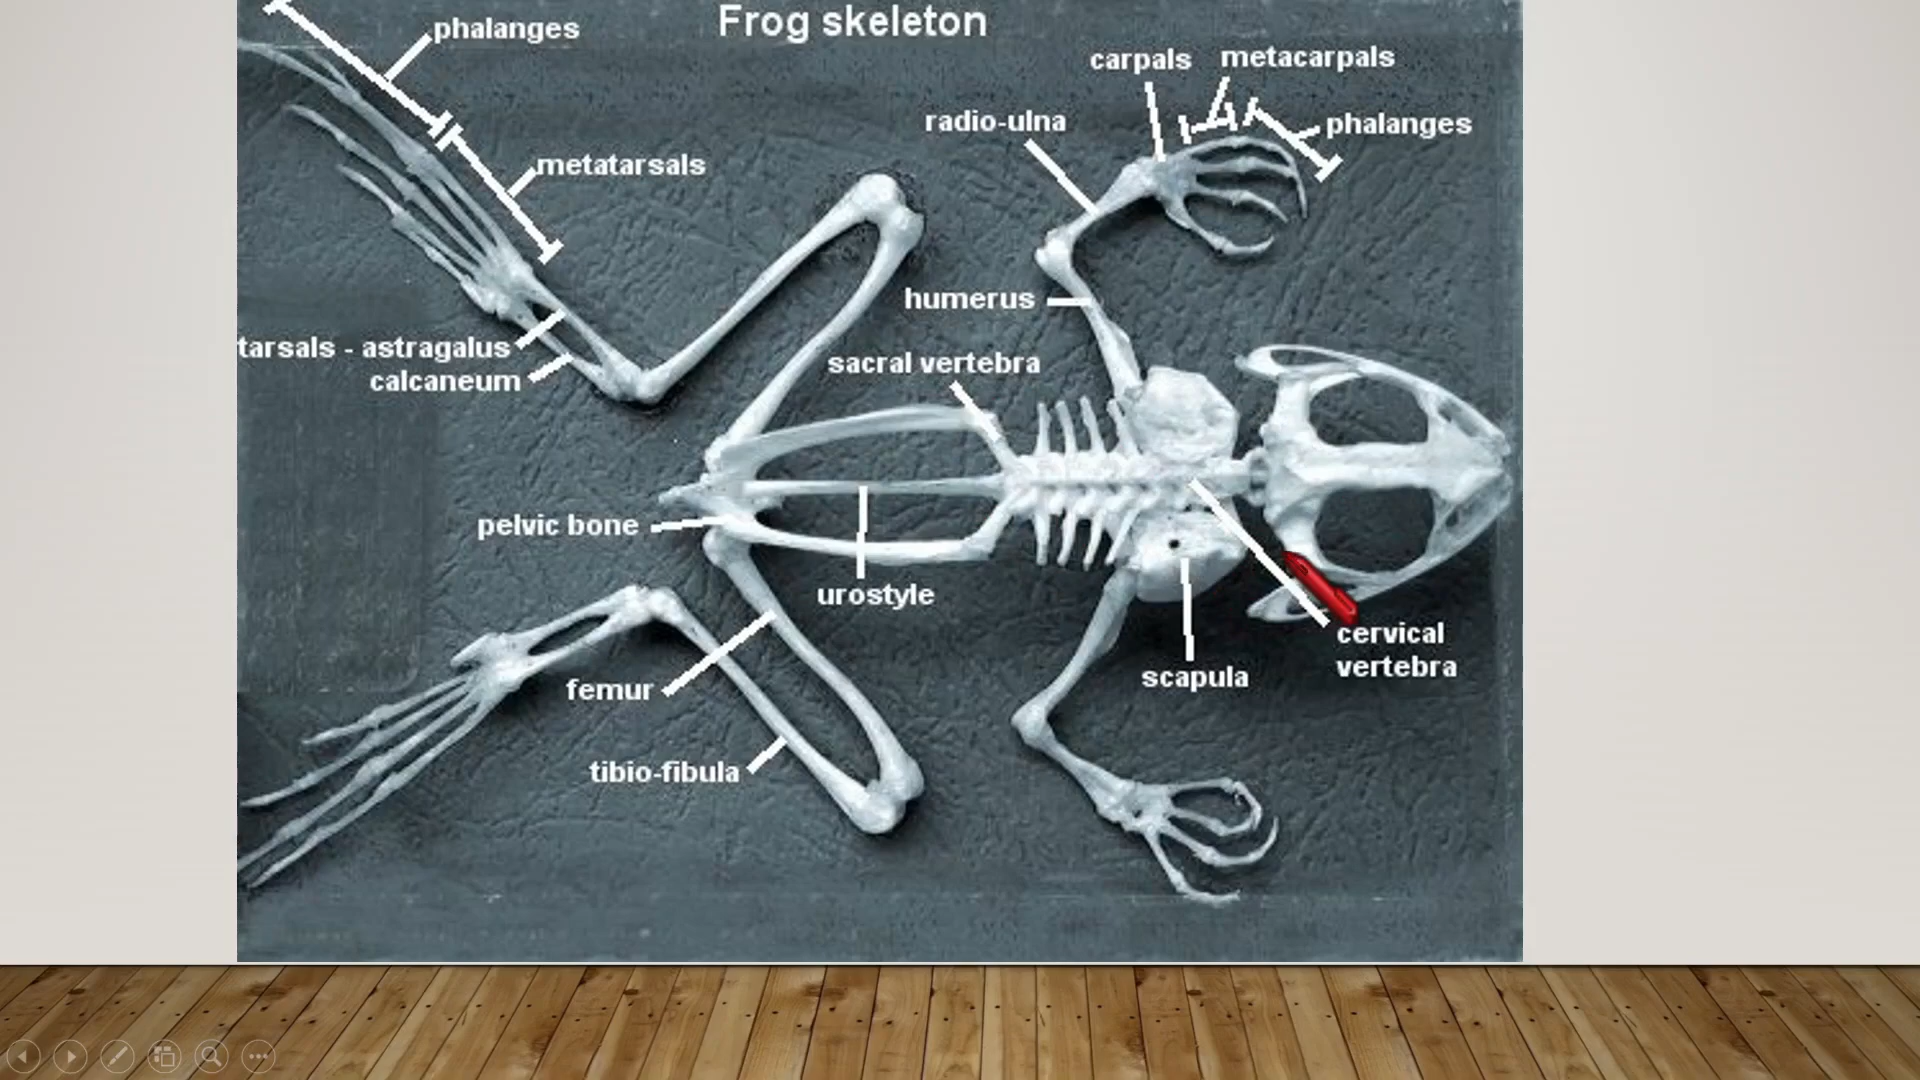 Frog skeleton
phalanges
carpals
metacarpals
radio-ulna
phalanges
metatarsals
humerus
tarsals - astragalus
calcaneum
sacral vertebra
pelvic bone
urostyle
cervical
vertebra
scapula
femur
tibio-fibula